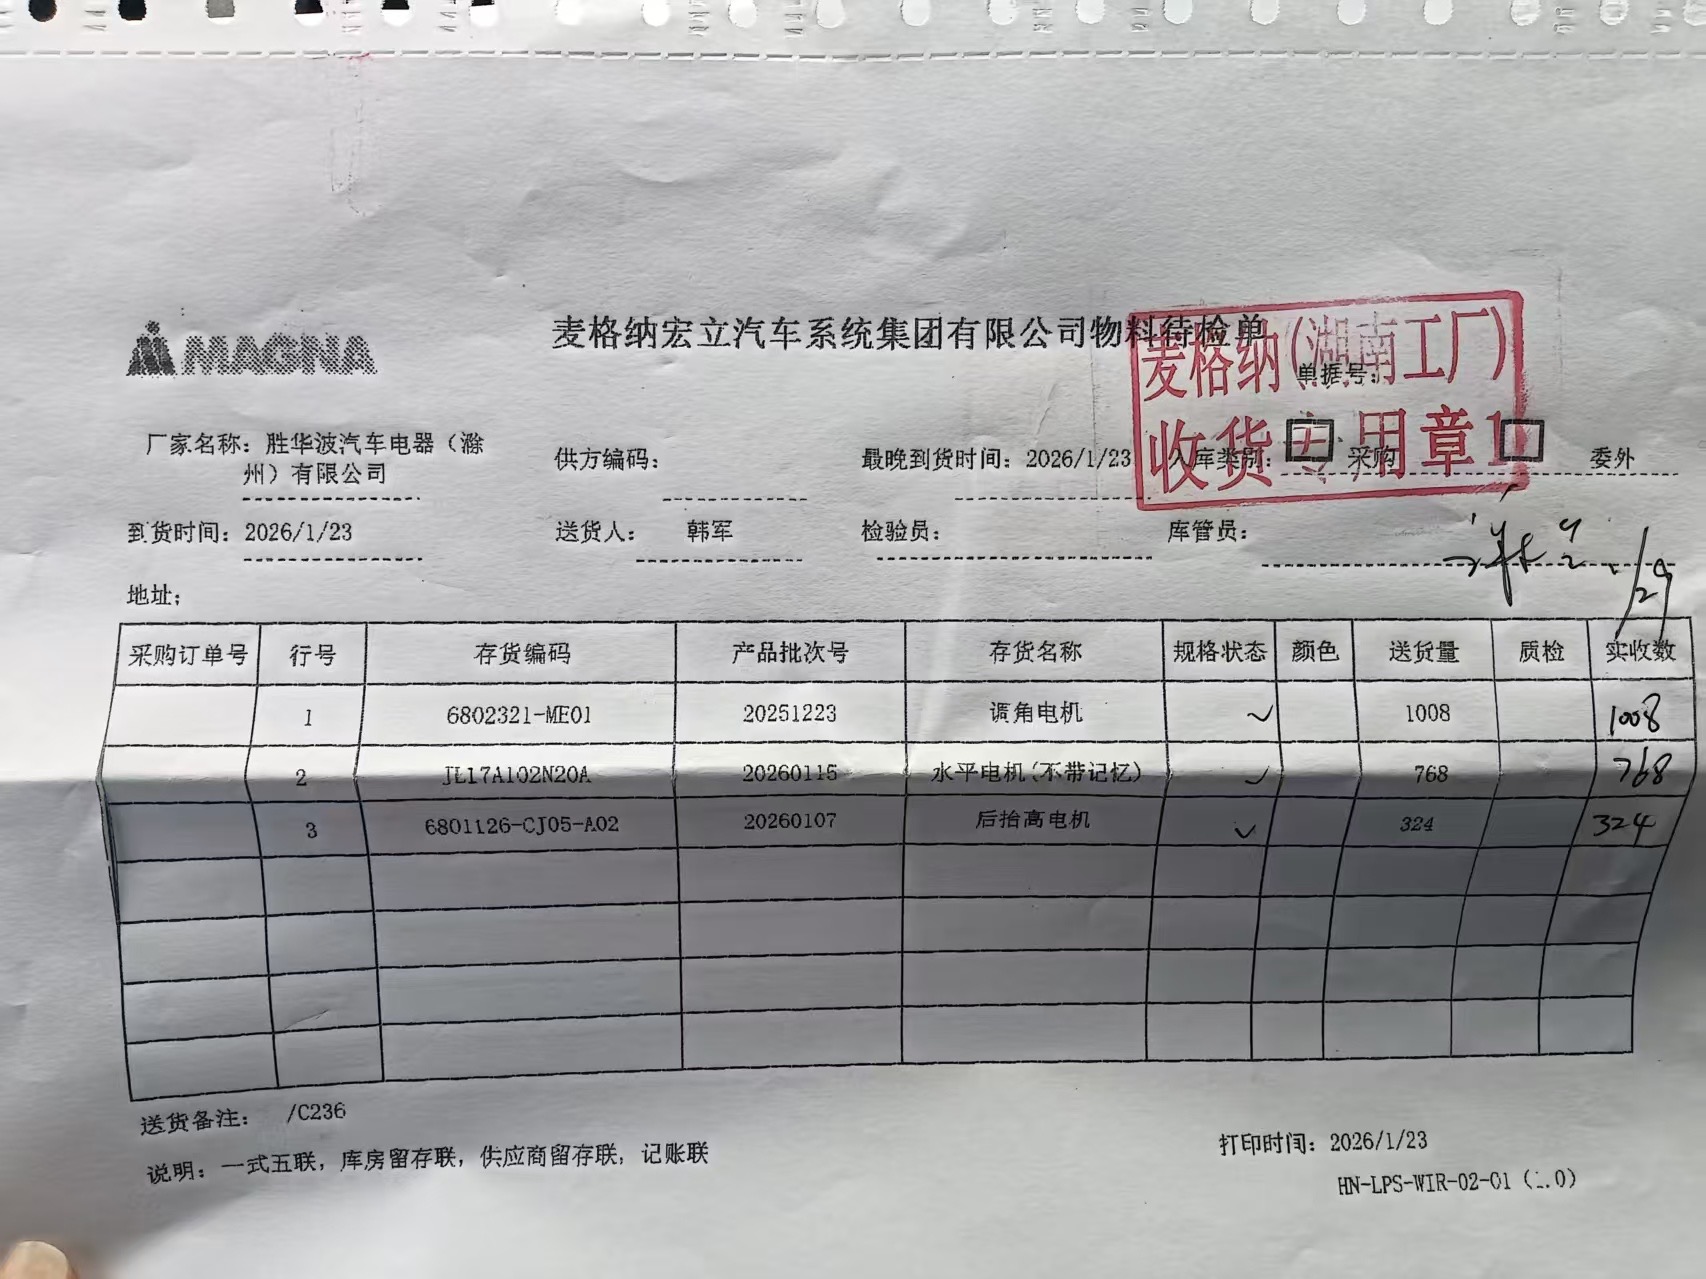 MAGNA
麦格纳宏立汽车系统集团有限公司物料待检单
麦格纳(湖南工厂)
收货专用章1
单据号:
厂家名称: 胜华波汽车电器(滁州)有限公司
供方编码:
最晚到货时间: 2026/1/23
入库类别: 采购 委外
到货时间: 2026/1/23
送货人: 韩军
检验员:
库管员:
1/29
地址;
采购订单号 行号 存货编码 产品批次号 存货名称 规格状态 颜色 送货量 质检 实收数
1 6802321-ME01 20251223 调角电机 ✓ 1008 1008
2 JL17A102N20A 20260115 水平电机(不带记忆) ✓ 768 768
3 6801126-CJ05-A02 20260107 后抬高电机 ✓ 324 324
送货备注: /C236
说明: 一式五联, 库房留存联, 供应商留存联, 记账联
打印时间: 2026/1/23
HN-LPS-WIR-02-01